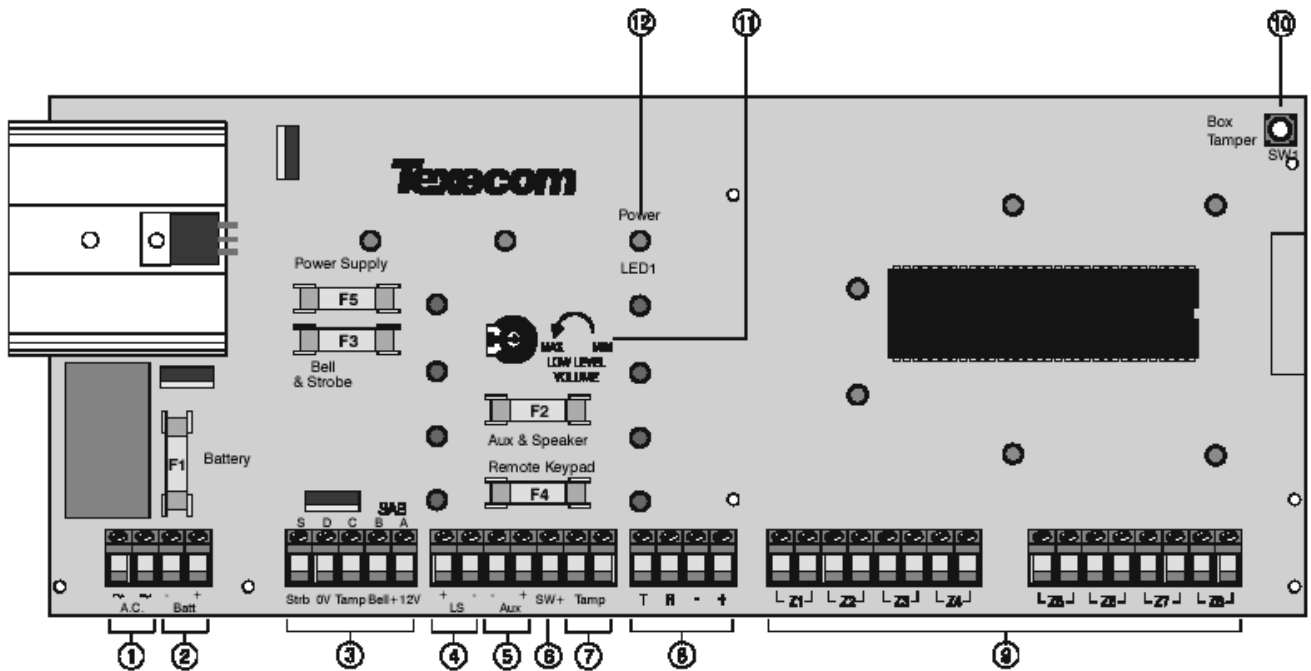 12 11 10
Box
Tamper
SW1
Texecom
Power
LED1
Power Supply
F5
F3
Bell
& Strobe
MAX MIN
LOW LEVEL
VOLUME
F2
Aux & Speaker
Remote Keypad
F4
F1
Battery
SAB
S D C B A
~ ~ - +
A.C. Batt
Strb 0V Tamp Bell+ 12V
+ - - + SW+ Tamp
LS Aux
T R - +
Z1 Z2 Z3 Z4
Z5 Z6 Z7 Z8
1 2 3 4 5 6 7 8 9